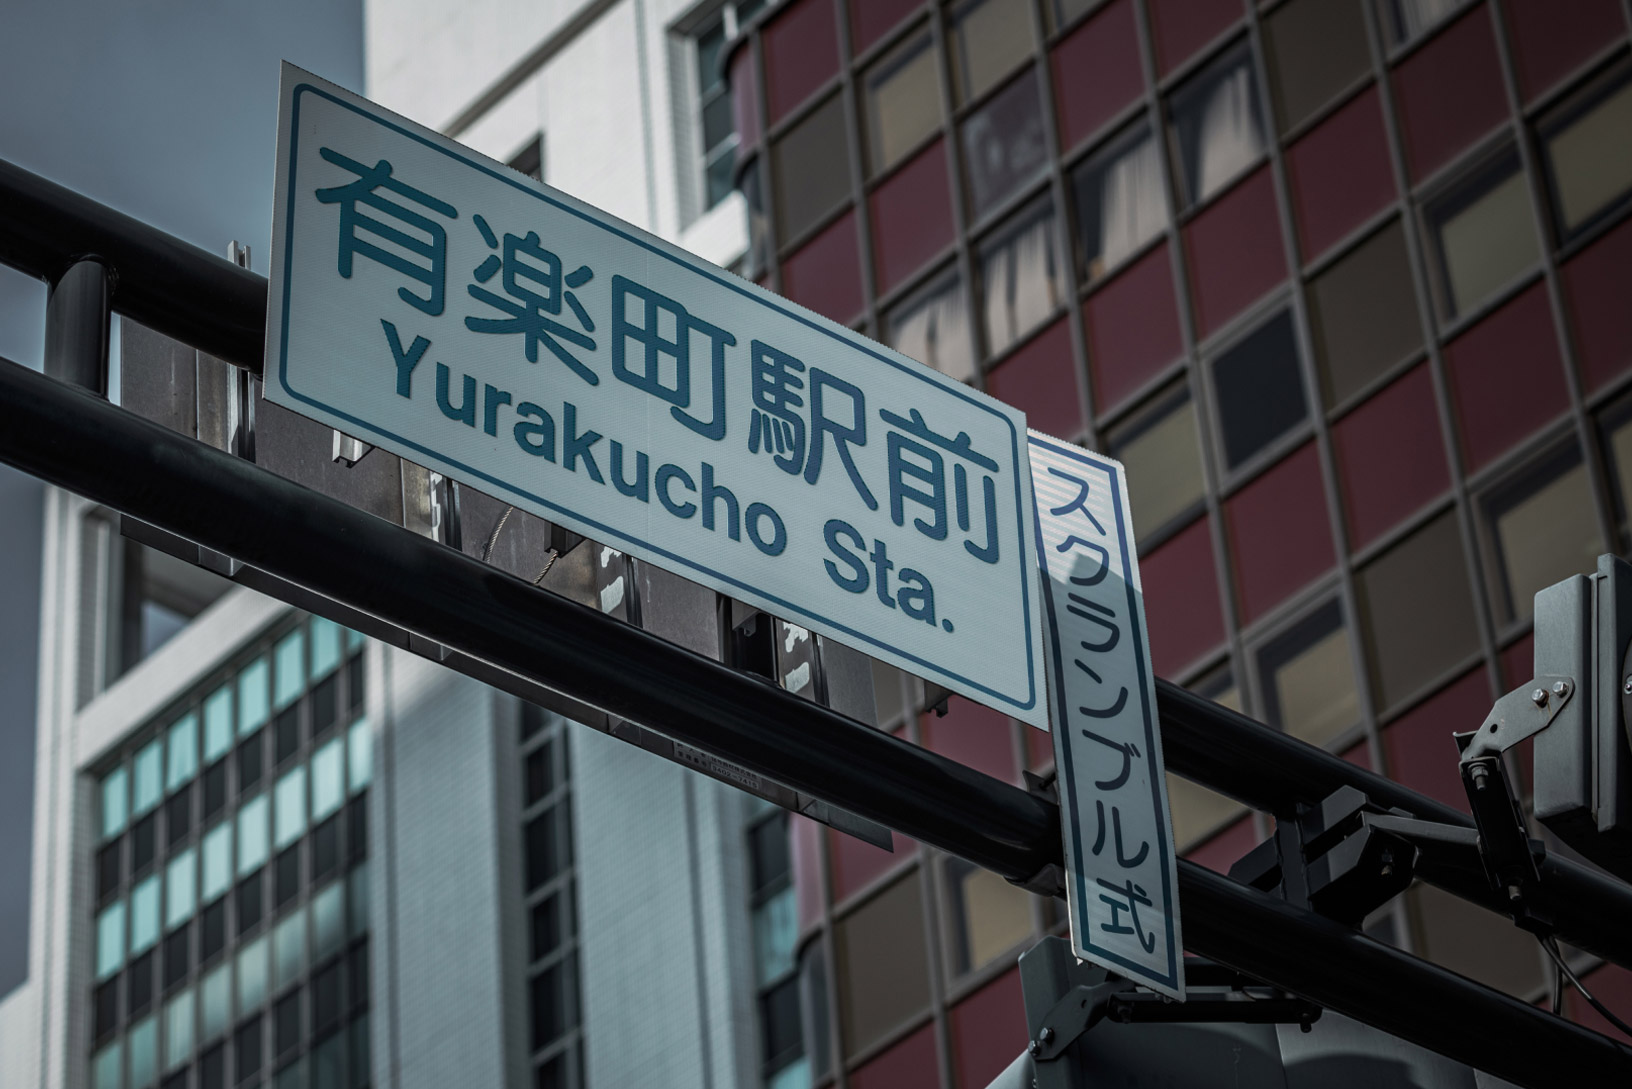 有楽町駅前
Yurakucho Sta.
スクランブル式